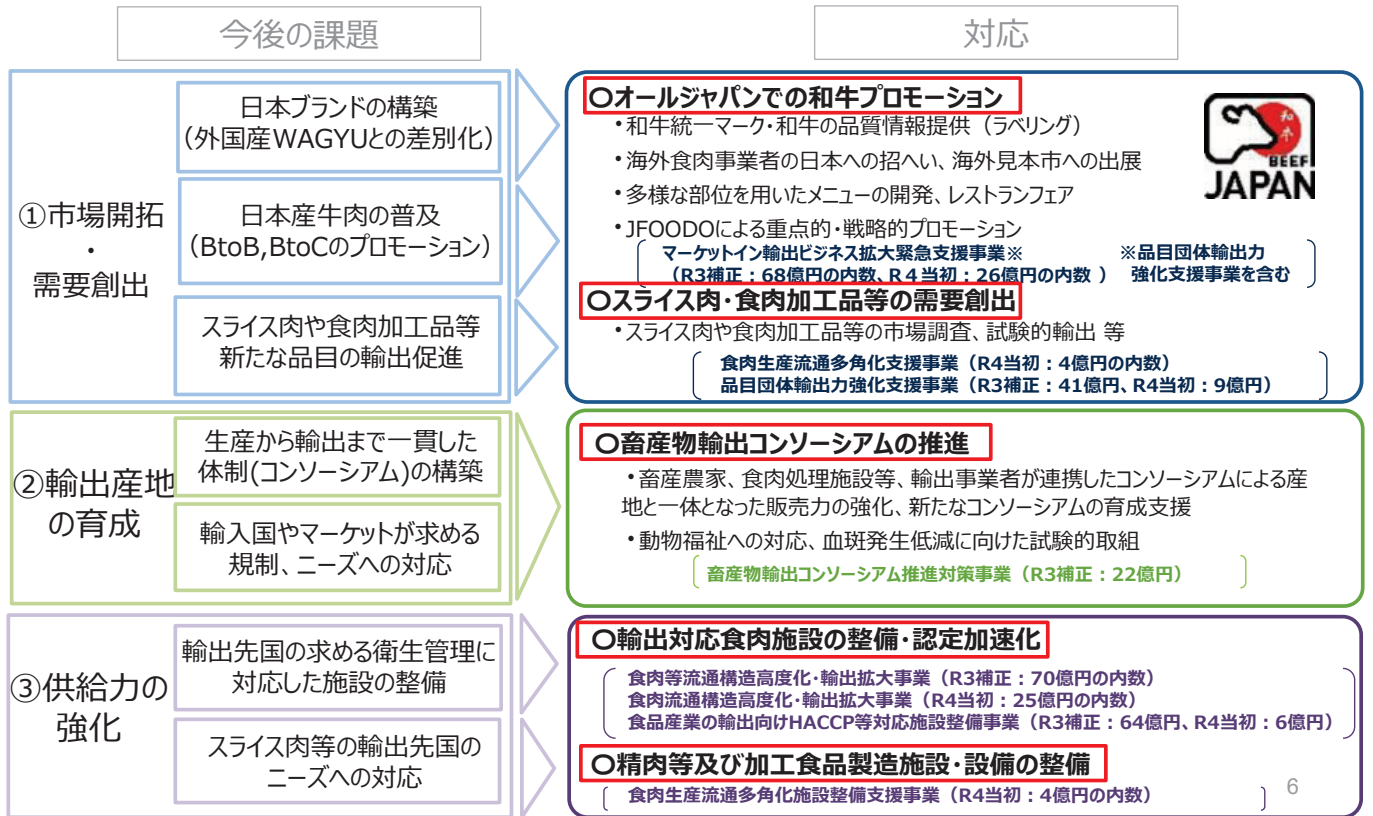 今後の課題
対応
①市場開拓
・
需要創出
日本ブランドの構築
(外国産WAGYUとの差別化)
日本産牛肉の普及
(BtoB,BtoCのプロモーション)
スライス肉や食肉加工品等
新たな品目の輸出促進
〇オールジャパンでの和牛プロモーション
・和牛統一マーク・和牛の品質情報提供（ラベリング）
・海外食肉事業者の日本への招へい、海外見本市への出展
・多様な部位を用いたメニューの開発、レストランフェア
・JFOODOによる重点的・戦略的プロモーション
和牛
BEEF
JAPAN
マーケットイン輸出ビジネス拡大緊急支援事業※
（R3補正：68億円の内数、R４当初：26億円の内数 ）
※品目団体輸出力
強化支援事業を含む
〇スライス肉・食肉加工品等の需要創出
・スライス肉や食肉加工品等の市場調査、試験的輸出 等
食肉生産流通多角化支援事業（R4当初：4億円の内数）
品目団体輸出力強化支援事業（R3補正：41億円、R4当初：9億円）
②輸出産地
の育成
生産から輸出まで一貫した
体制(コンソーシアム)の構築
輸入国やマーケットが求める
規制、ニーズへの対応
〇畜産物輸出コンソーシアムの推進
・畜産農家、食肉処理施設等、輸出事業者が連携したコンソーシアムによる産
地と一体となった販売力の強化、新たなコンソーシアムの育成支援
・動物福祉への対応、血斑発生低減に向けた試験的取組
畜産物輸出コンソーシアム推進対策事業（R3補正：22億円）
③供給力の
強化
輸出先国の求める衛生管理に
対応した施設の整備
スライス肉等の輸出先国の
ニーズへの対応
〇輸出対応食肉施設の整備・認定加速化
食肉等流通構造高度化・輸出拡大事業（R3補正：70億円の内数）
食肉流通構造高度化・輸出拡大事業（R4当初：25億円の内数）
食品産業の輸出向けHACCP等対応施設整備事業（R3補正：64億円、R4当初：6億円）
〇精肉等及び加工食品製造施設・設備の整備
食肉生産流通多角化施設整備支援事業（R4当初：4億円の内数）
6